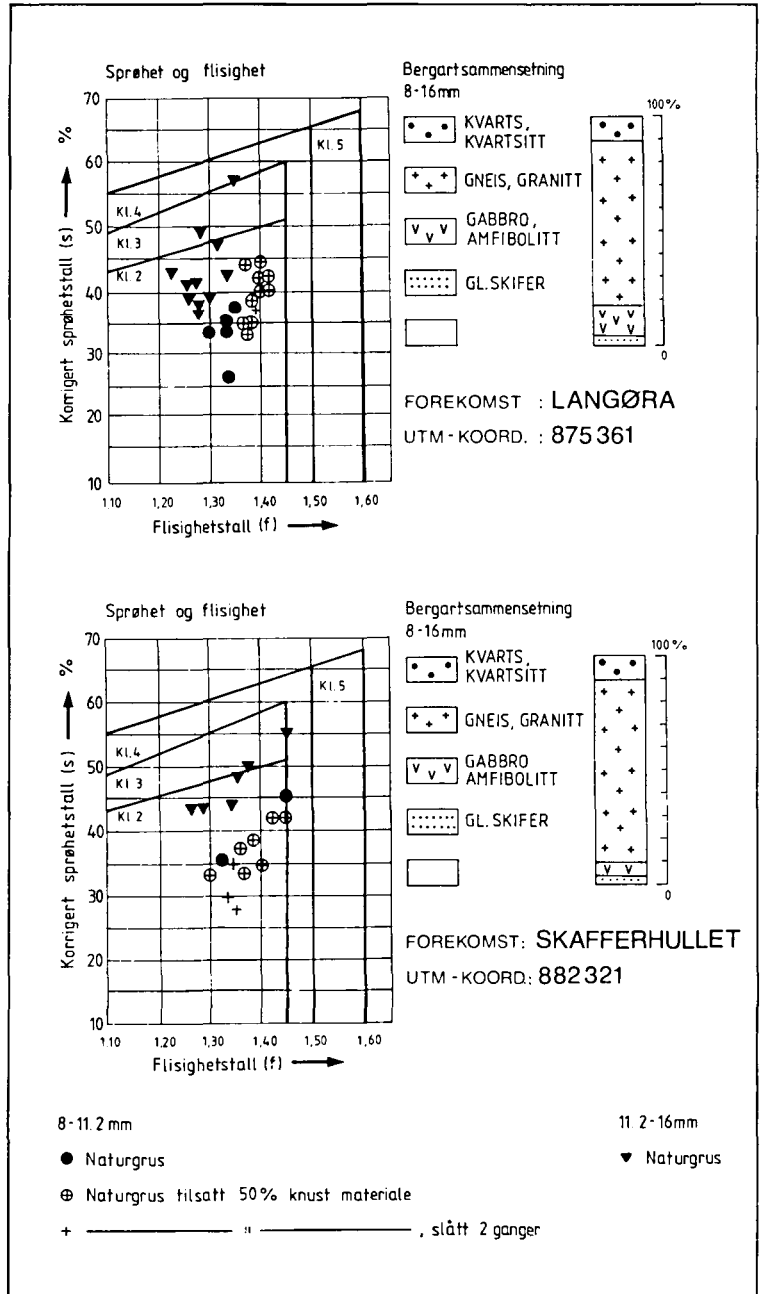 Sprøhet og flisighet
Korrigert sprøhetstall (s) %
70
60
50
40
30
20
10
Kl. 5
Kl. 4
Kl. 3
Kl. 2
1.10 1,20 1,30 1,40 1,50 1,60
Flisighetstall (f)
Bergartsammensetning
8-16mm
KVARTS,
KVARTSITT
GNEIS, GRANITT
GABBRO,
AMFIBOLITT
GL.SKIFER
100%
0
FOREKOMST : LANGØRA
UTM-KOORD. : 875361
Sprøhet og flisighet
Korrigert sprøhetstall (s) %
70
60
50
40
30
20
10
Kl.5
Kl.4
Kl 3
Kl 2
1.10 1,20 1,30 1,40 1,50 1,60
Flisighetstall (f)
Bergartsammensetning
8-16mm
KVARTS,
KVARTSITT
GNEIS, GRANITT
GABBRO
AMFIBOLITT
GL.SKIFER
100%
0
FOREKOMST: SKAFFERHULLET
UTM-KOORD: 882321
8-11.2 mm
Naturgrus
Naturgrus tilsatt 50% knust materiale
+ ——— " ———, slått 2 ganger
11.2-16mm
Naturgrus